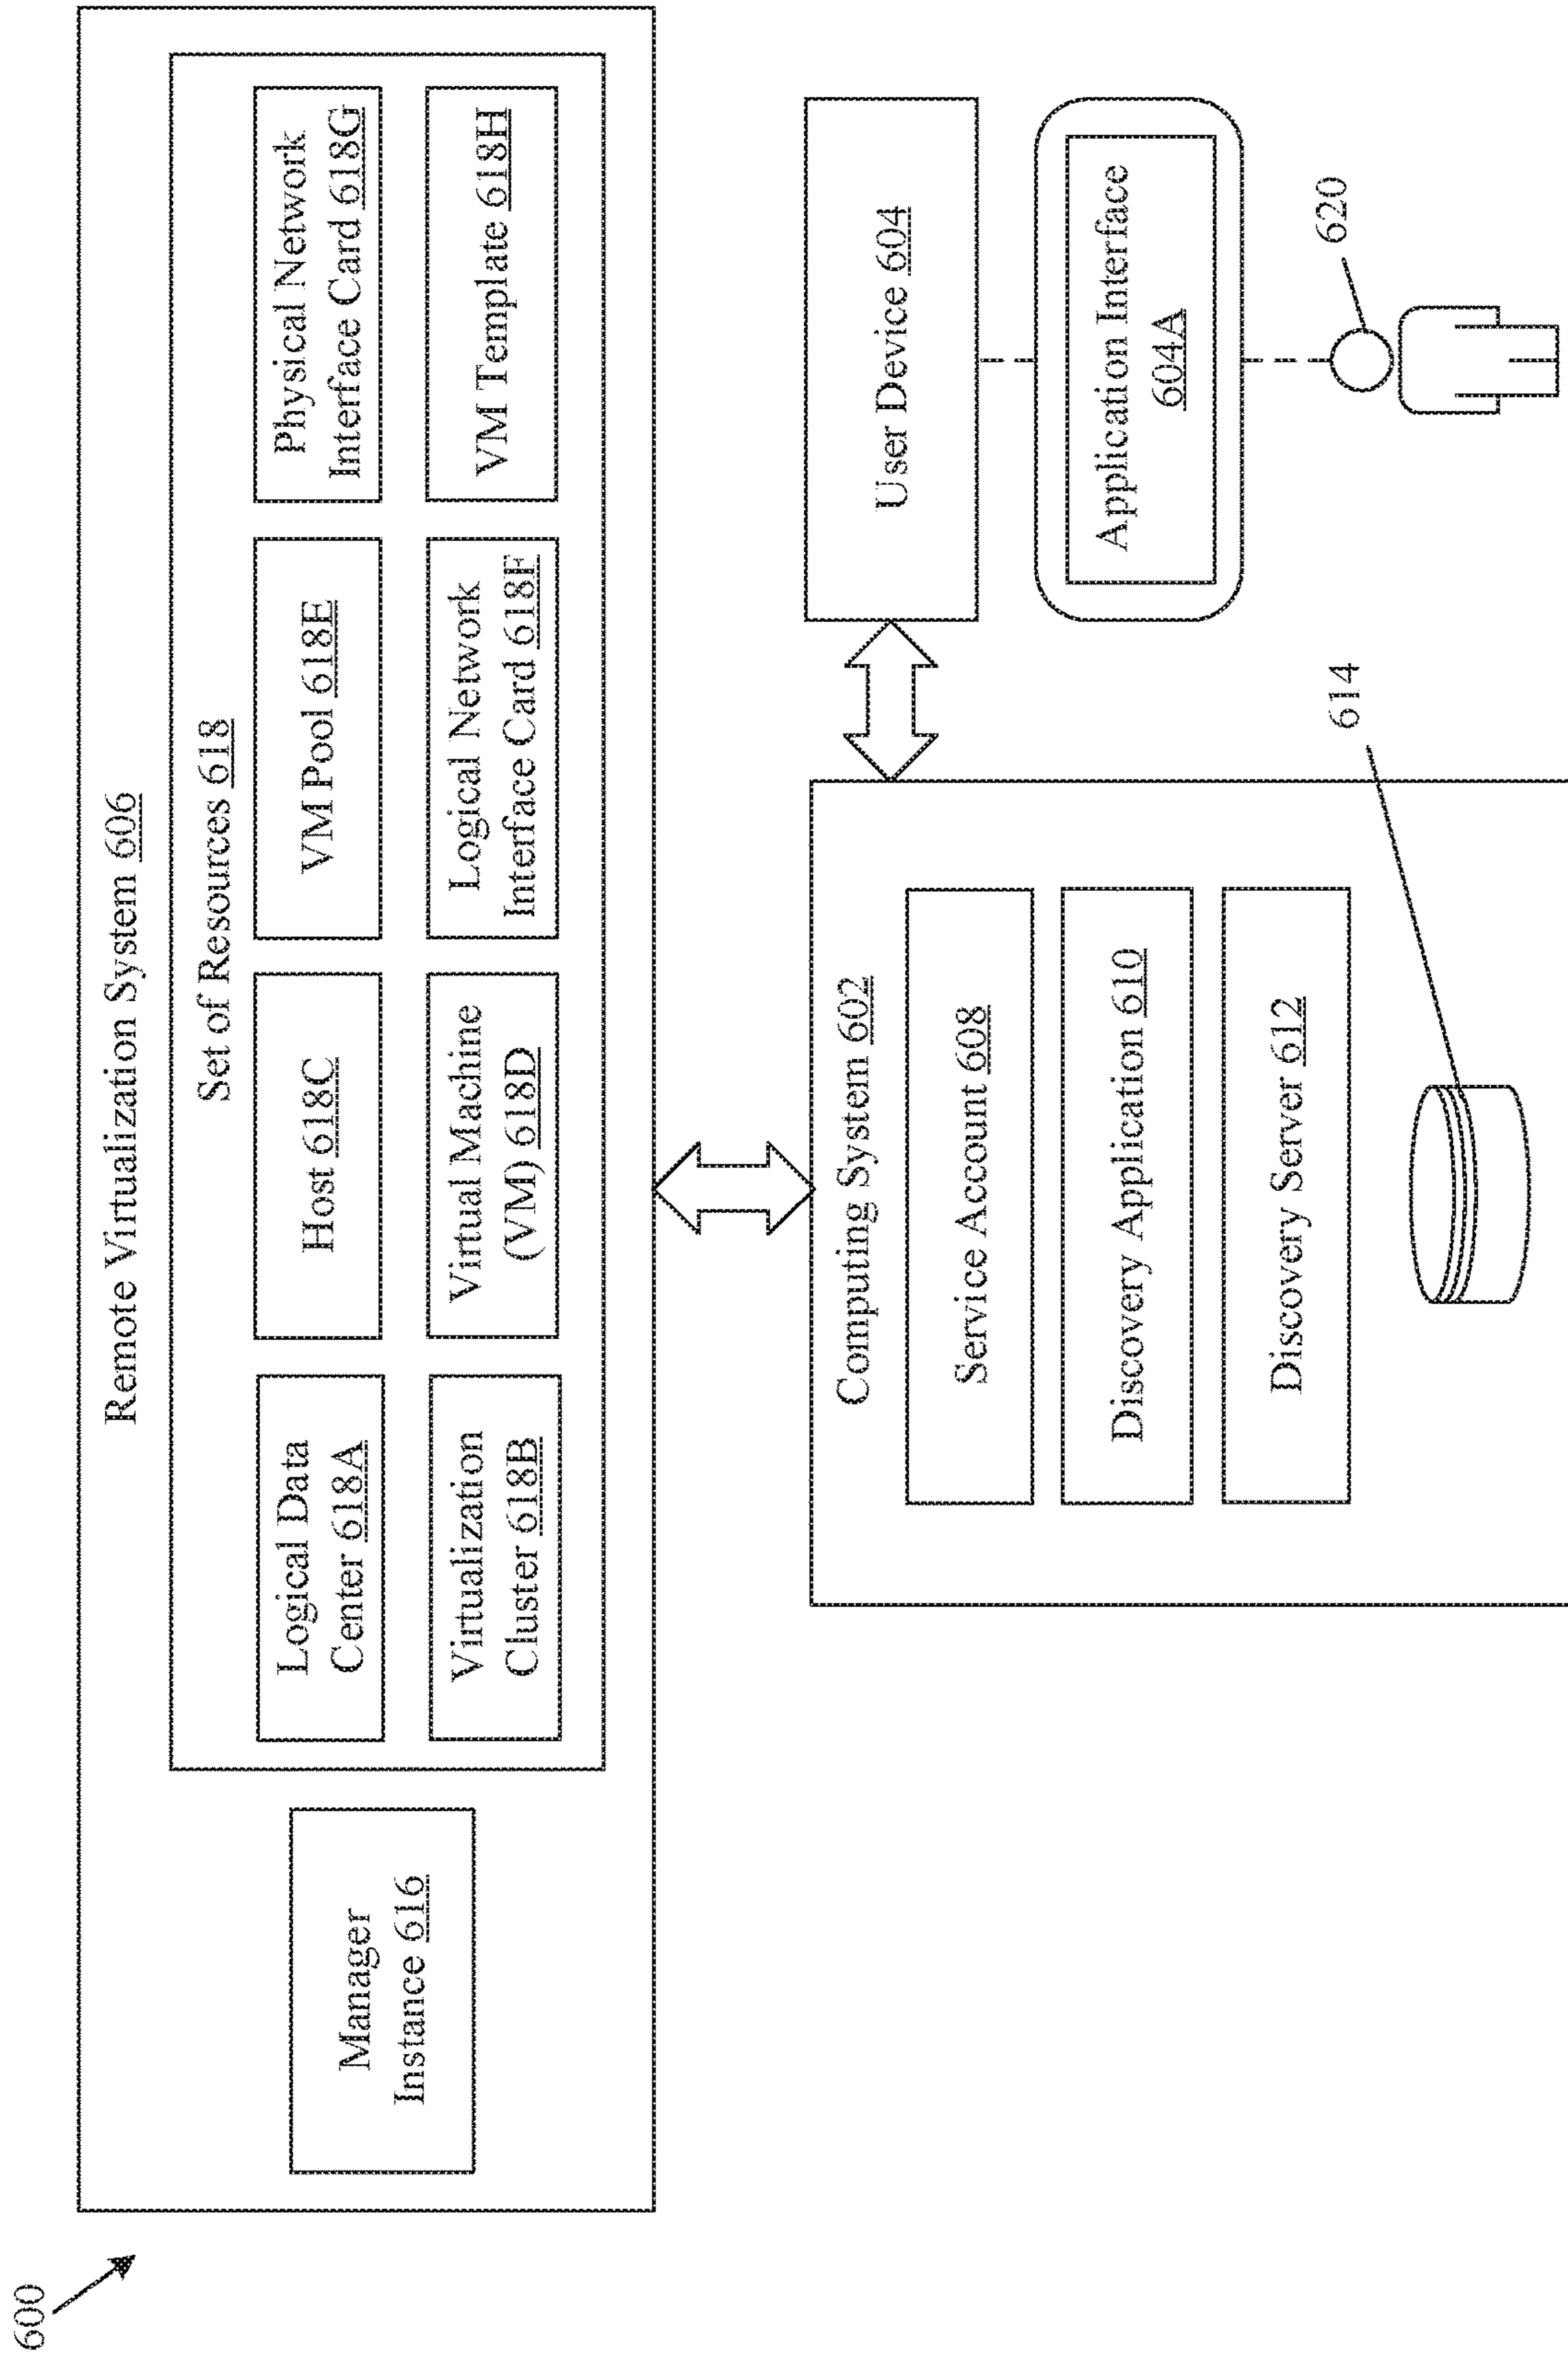 600
Remote Virtualization System 606
Manager
Instance 616
Set of Resources 618
Logical Data
Center 618A
Host 618C
VM Pool 618E
Physical Network
Interface Card 618G
Virtualization
Cluster 618B
Virtual Machine
(VM) 618D
Logical Network
Interface Card 618F
VM Template 618H
Computing System 602
Service Account 608
Discovery Application 610
Discovery Server 612
614
User Device 604
Application Interface
604A
620